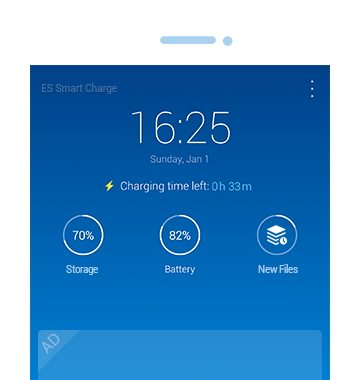 ES Smart Charge
16:25
Sunday, Jan 1
Charging time left: 0h 33m
70% 82%
Storage Battery New Files
AD